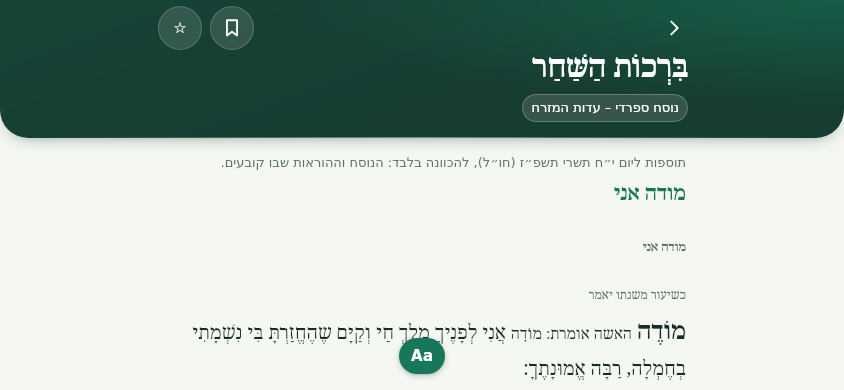 בִּרְכוֹת הַשַּׁחַר
נוסח ספרדי – עדות המזרח
תוספות ליום י״ח תשרי תשפ״ז (חו״ל), להכוונה בלבד: הנוסח וההוראות שבו קובעים.
מודה אני
מודה אני
כשיעור משנתו יאמר
מוֹדֶה האשה אומרת: מוֹדָה אֲנִי לְפָנֶיךָ מֶלֶךְ חַי וְקַיָּם שֶׁהֶחֱזַרְתָּ בִּי נִשְׁמָתִי
בְחֶמְלָה, רַבָּה אֱמוּנָתֶךָ:
Aa